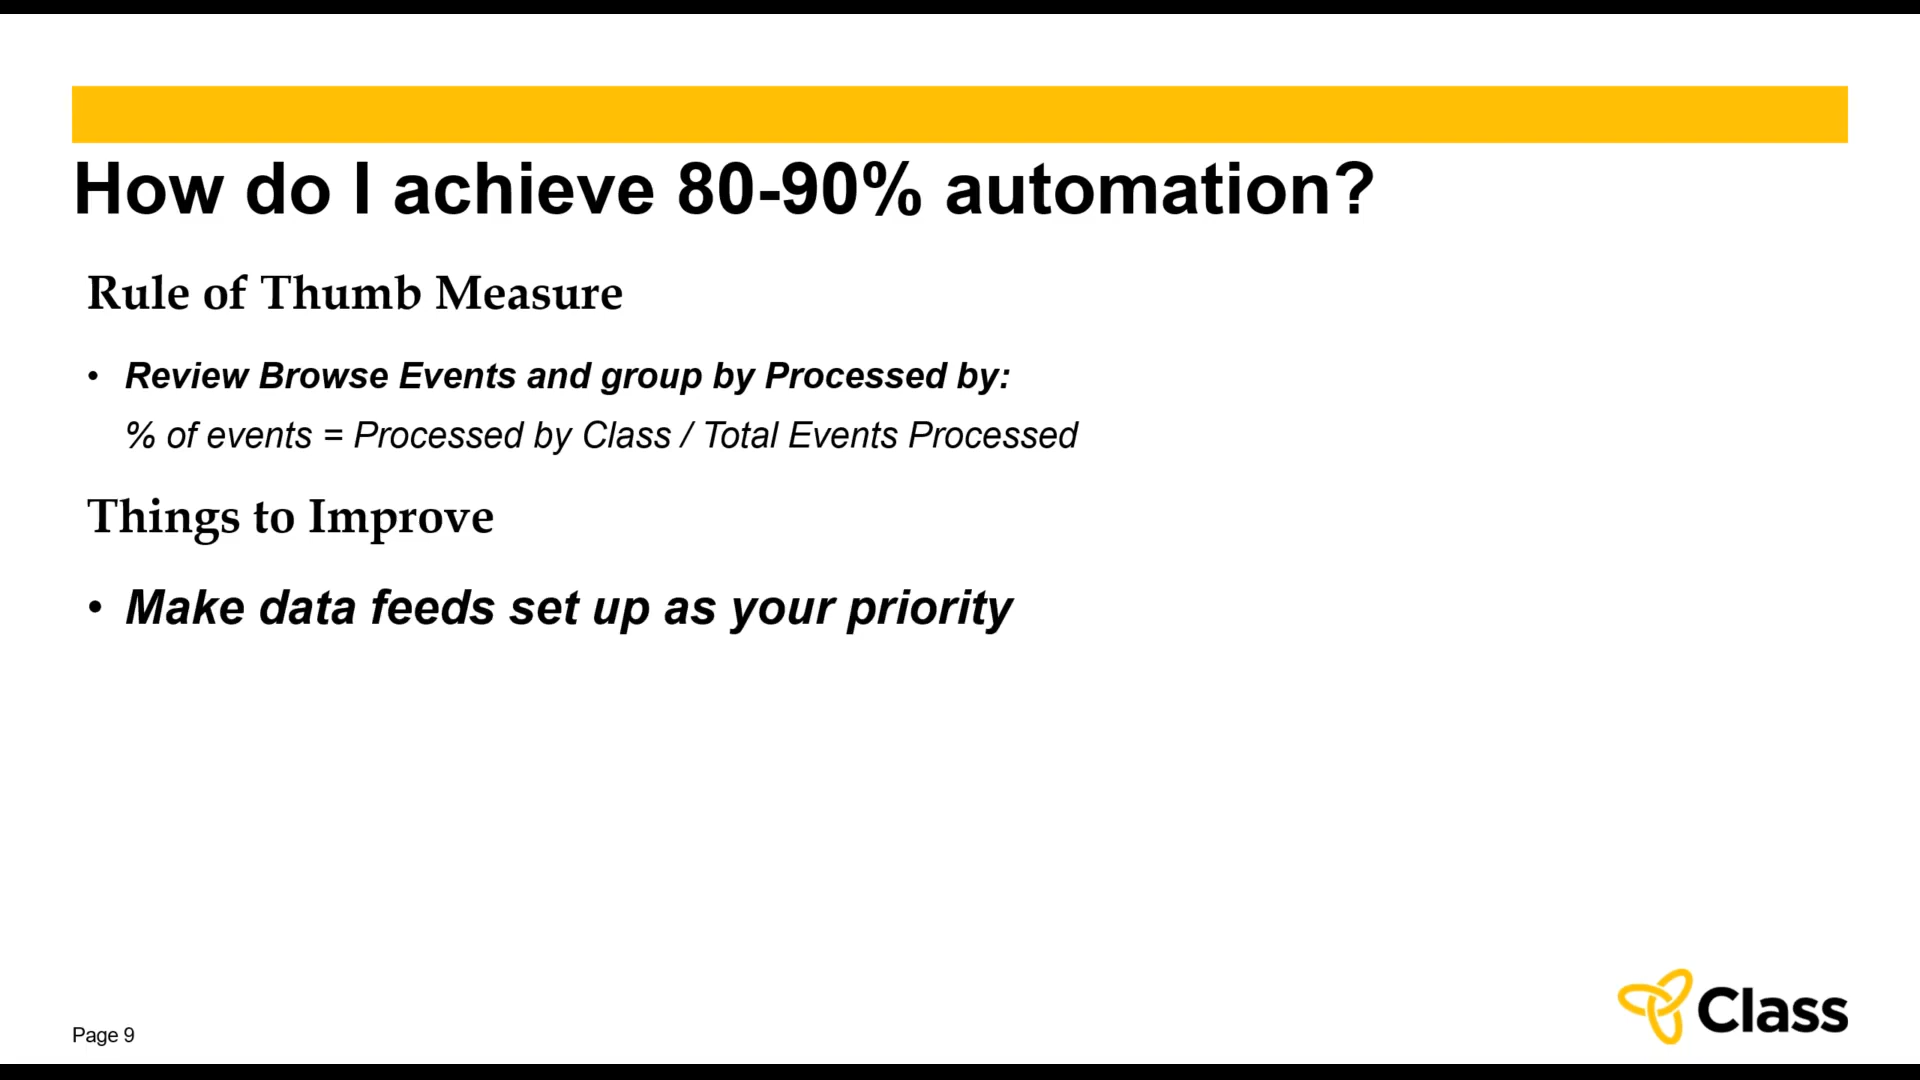 How do I achieve 80-90% automation?
Rule of Thumb Measure
• Review Browse Events and group by Processed by:
% of events = Processed by Class / Total Events Processed
Things to Improve
• Make data feeds set up as your priority
Class
Page 9